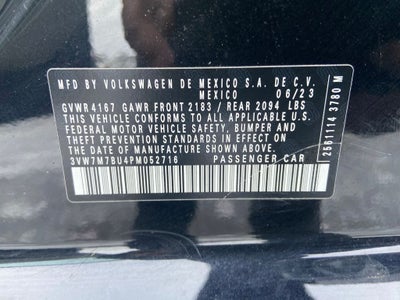 MFD. BY VOLKSWAGEN DE MEXICO S.A. DE C.V.
MEXICO 06/23
GVWR 4167 GAWR FRONT 2183 / REAR 2094 LBS
THIS VEHICLE CONFORMS TO ALL APPLICABLE
FEDERAL MOTOR VEHICLE SAFETY, BUMPER AND
THEFT PREVENTION STANDARDS IN EFFECT ON THE
DATE OF MANUFACTURE SHOWN ABOVE.
3VW7M7BU4PM052716 PASSENGER CAR
2561114 3780 M